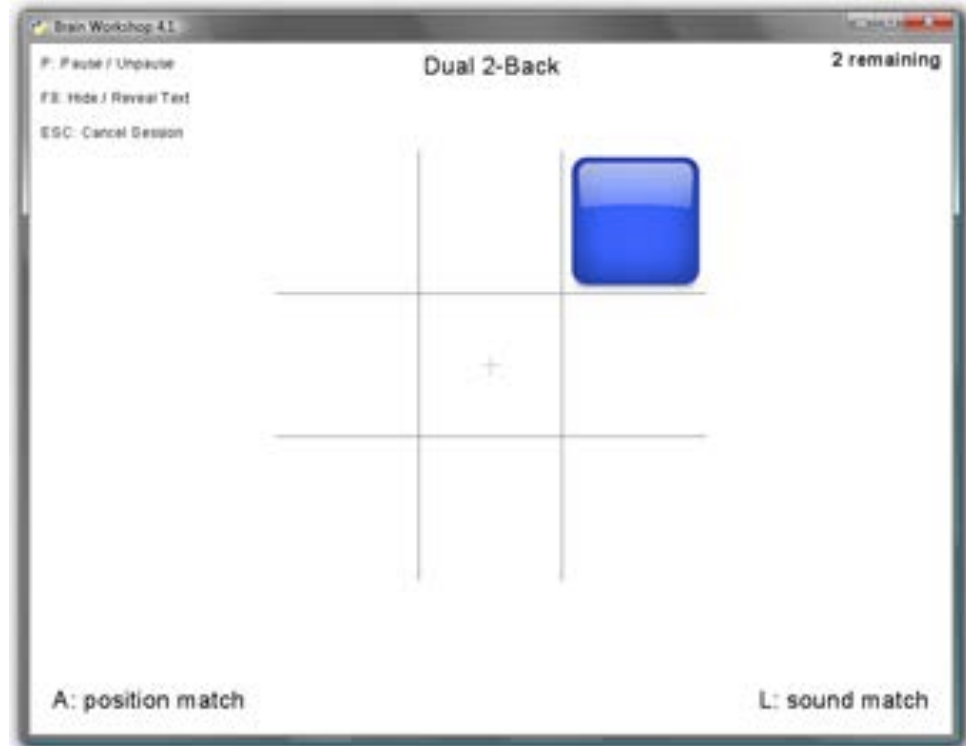 Brain Workshop 4.1
P: Pause / Unpause
Dual 2-Back
2 remaining
F8: Hide / Reveal Text
ESC: Cancel Session
A: position match
L: sound match